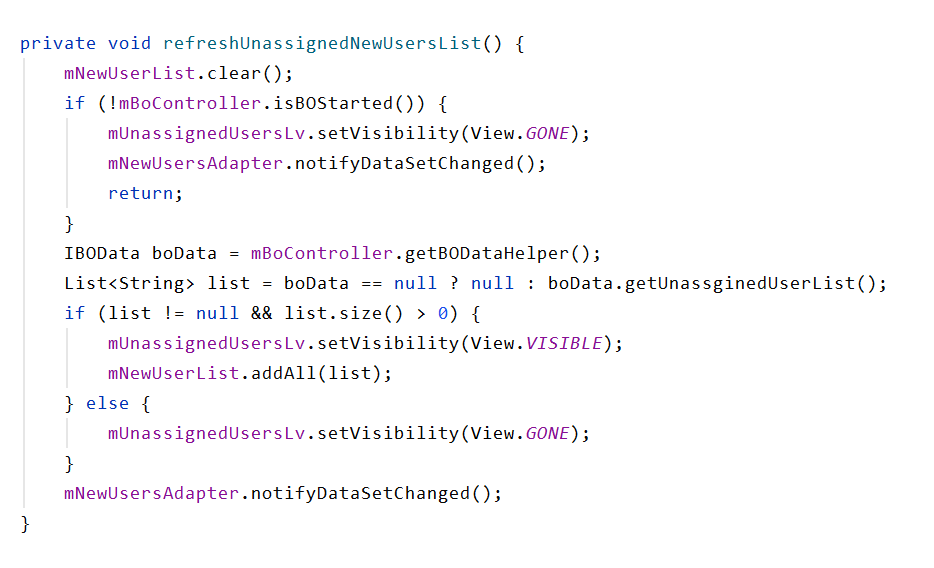 private void refreshUnassignedNewUsersList() {
    mNewUserList.clear();
    if (!mBoController.isBOStarted()) {
        mUnassignedUsersLv.setVisibility(View.GONE);
        mNewUsersAdapter.notifyDataSetChanged();
        return;
    }
    IBOData boData = mBoController.getBODataHelper();
    List<String> list = boData == null ? null : boData.getUnassginedUserList();
    if (list != null && list.size() > 0) {
        mUnassignedUsersLv.setVisibility(View.VISIBLE);
        mNewUserList.addAll(list);
    } else {
        mUnassignedUsersLv.setVisibility(View.GONE);
    }
    mNewUsersAdapter.notifyDataSetChanged();
}